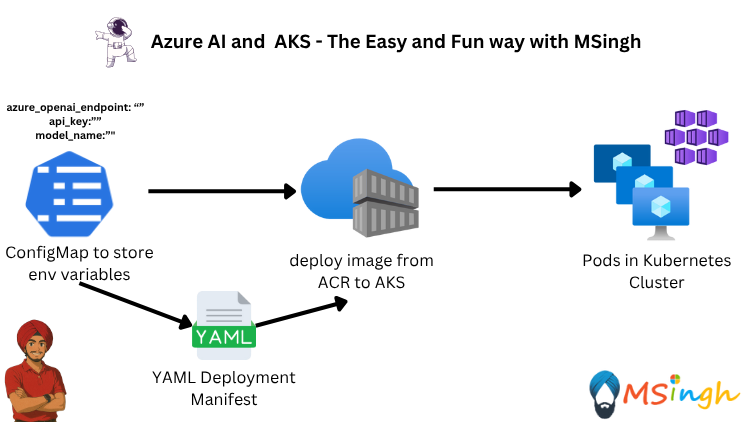 Azure AI and AKS - The Easy and Fun way with MSingh
azure_openai_endpoint: “”
api_key:””
model_name:”"
ConfigMap to store
env variables
deploy image from
ACR to AKS
Pods in Kubernetes
Cluster
YAML
YAML Deployment
Manifest
MSingh